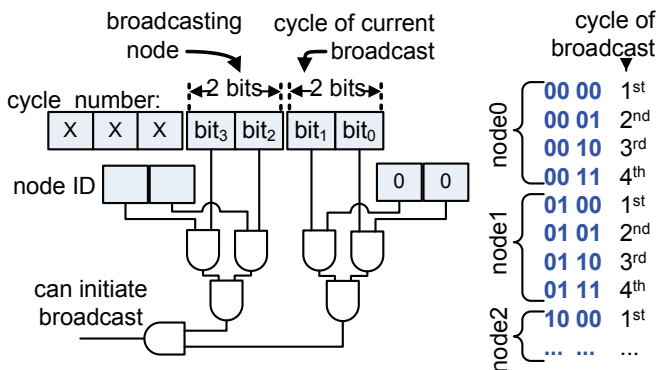 broadcasting node
cycle of current broadcast
2 bits
2 bits
cycle number:
X X X bit3 bit2 bit1 bit0
node ID
0 0
can initiate broadcast
cycle of broadcast
node0
00 00 1st
00 01 2nd
00 10 3rd
00 11 4th
node1
01 00 1st
01 01 2nd
01 10 3rd
01 11 4th
node2
10 00 1st
... ... ...